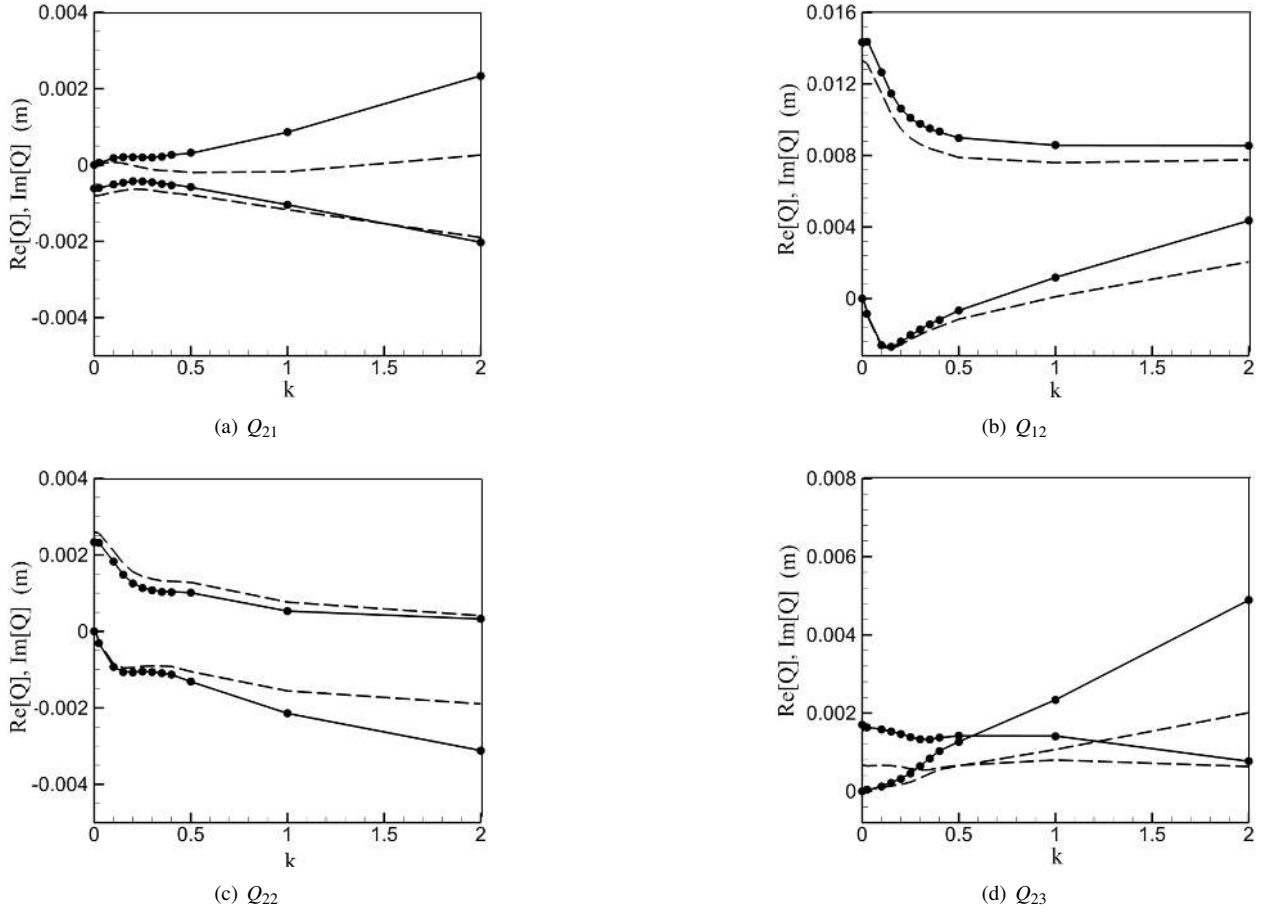 0.004
0.002
0
-0.002
-0.004
Re[Q], Im[Q] (m)
0 0.5 1 1.5 2
k
(a) Q21
0.016
0.012
0.008
0.004
0
Re[Q], Im[Q] (m)
0 0.5 1 1.5 2
k
(b) Q12
0.004
0.002
0
-0.002
-0.004
Re[Q], Im[Q] (m)
0 0.5 1 1.5 2
k
(c) Q22
0.008
0.006
0.004
0.002
0
Re[Q], Im[Q] (m)
0 0.5 1 1.5 2
k
(d) Q23